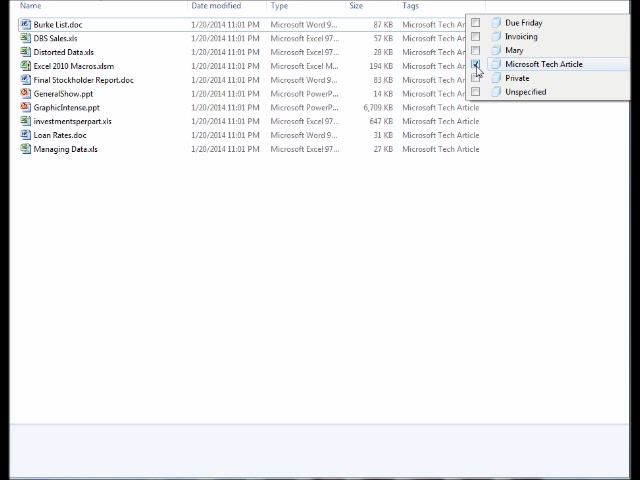 Name Date modified Type Size Tags
Burke List.doc 1/20/2014 11:01 PM Microsoft Word 9... 87 KB Microsoft Tech Ar
DBS Sales.xls 1/20/2014 11:01 PM Microsoft Excel 97... 57 KB Microsoft Tech Ar
Distorted Data.xls 1/20/2014 11:01 PM Microsoft Excel 97... 28 KB Microsoft Tech Ar
Excel 2010 Macros.xlsm 1/20/2014 11:01 PM Microsoft Excel M... 194 KB Microsoft Tech Ar
Final Stockholder Report.doc 1/20/2014 11:01 PM Microsoft Word 9... 83 KB Microsoft Tech Ar
GeneralShow.ppt 1/20/2014 11:01 PM Microsoft PowerP... 14 KB Microsoft Tech Ar
GraphicIntense.ppt 1/20/2014 11:01 PM Microsoft PowerP... 6,709 KB Microsoft Tech Article
investmentsperpart.xls 1/20/2014 11:01 PM Microsoft Excel 97... 647 KB Microsoft Tech Article
Loan Rates.doc 1/20/2014 11:01 PM Microsoft Word 9... 31 KB Microsoft Tech Article
Managing Data.xls 1/20/2014 11:01 PM Microsoft Excel 97... 27 KB Microsoft Tech Article
Due Friday
Invoicing
Mary
Microsoft Tech Article
Private
Unspecified